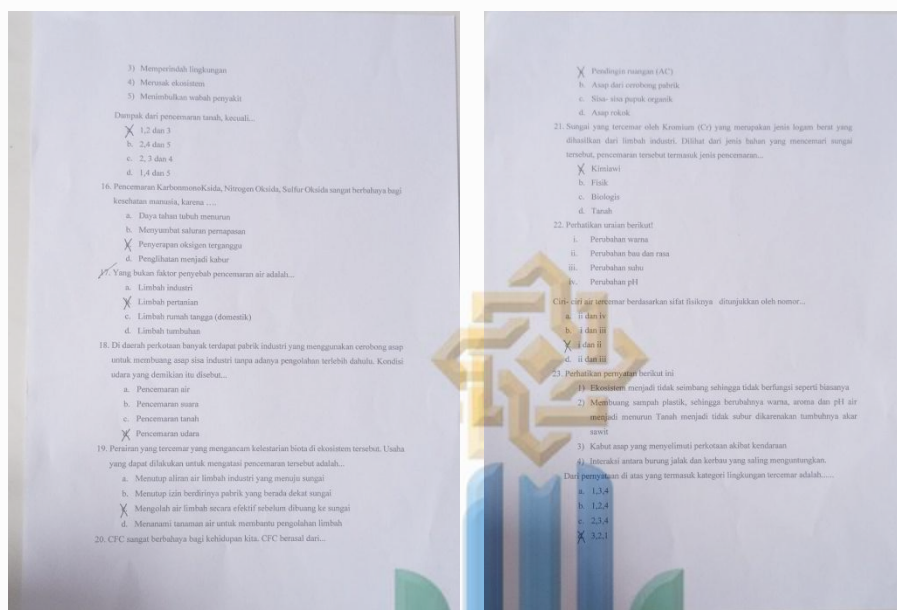 3) Memperindah lingkungan
4) Merusak ekosistem
5) Menimbulkan wabah penyakit
Dampak dari pencemaran tanah, kecuali...
1,2 dan 3
b. 2,4 dan 5
c. 2, 3 dan 4
d. 1,4 dan 5
16. Pencemaran KarbonmonoKsida, Nitrogen Oksida, Sulfur Oksida sangat berbahaya bagi
kesehatan manusia, karena ….
a. Daya tahan tubuh menurun
b. Menyumbat saluran pernapasan
Penyerapan oksigen terganggu
d. Penglihatan menjadi kabur
17. Yang bukan faktor penyebab pencemaran air adalah...
a. Limbah industri
Limbah pertanian
c. Limbah rumah tangga (domestik)
d. Limbah tumbuhan
18. Di daerah perkotaan banyak terdapat pabrik industri yang menggunakan cerobong asap
untuk membuang asap sisa industri tanpa adanya pengolahan terlebih dahulu. Kondisi
udara yang demikian itu disebut...
a. Pencemaran air
b. Pencemaran suara
c. Pencemaran tanah
Pencemaran udara
19. Perairan yang tercemar yang mengancam kelestarian biota di ekosistem tersebut. Usaha
yang dapat dilakukan untuk mengatasi pencemaran tersebut adalah...
a. Menutup aliran air limbah industri yang menuju sungai
b. Menutup izin berdirinya pabrik yang berada dekat sungai
Mengolah air limbah secara efektif sebelum dibuang ke sungai
d. Menanami tanaman air untuk membantu pengolahan limbah
20. CFC sangat berbahaya bagi kehidupan kita. CFC berasal dari...
Pendingin ruangan (AC)
b. Asap dari cerobong pabrik
c. Sisa- sisa pupuk organik
d. Asap rokok
21. Sungai yang tercemar oleh Kromium (Cr) yang merupakan jenis logam berat yang
dihasilkan dari limbah industri. Dilihat dari jenis bahan yang mencemari sungai
tersebut, pencemaran tersebut termasuk jenis pencemaran...
Kimiawi
b. Fisik
c. Biologis
d. Tanah
22. Perhatikan uraian berikut!
i. Perubahan warna
ii. Perubahan bau dan rasa
iii. Perubahan suhu
iv. Perubahan pH
Ciri- ciri air tercemar berdasarkan sifat fisiknya ditunjukkan oleh nomor...
a. ii dan iv
b. i dan iii
i dan ii
d. ii dan iii
23. Perhatikan pernyatan berikut ini
1) Ekosistem menjadi tidak seimbang sehingga tidak berfungsi seperti biasanya
2) Membuang sampah plastik, sehingga berubahnya warna, aroma dan pH air
menjadi menurun Tanah menjadi tidak subur dikarenakan tumbuhnya akar
sawit
3) Kabut asap yang menyelimuti perkotaan akibat kendaraan
4) Interaksi antara burung jalak dan kerbau yang saling menguntungkan.
Dari pernyataan di atas yang termasuk kategori lingkungan tercemar adalah......
a. 1,3,4
b. 1,2,4
c. 2,3,4
3,2,1